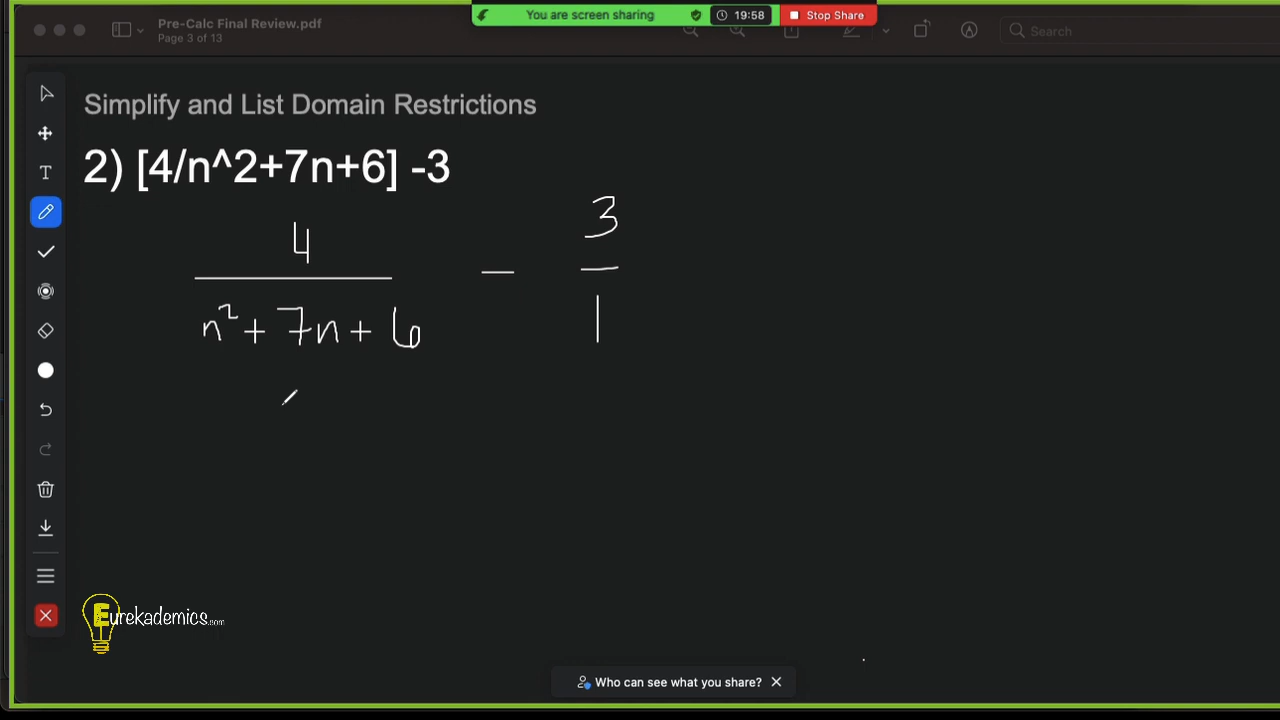 You are screen sharing 19:58 Stop Share
Pre-Calc Final Review.pdf
Page 3 of 13
Search
Simplify and List Domain Restrictions
2) [4/n^2+7n+6] -3
4 − 3
n²+7n+6 1
T
Eurekademics.com
Who can see what you share?